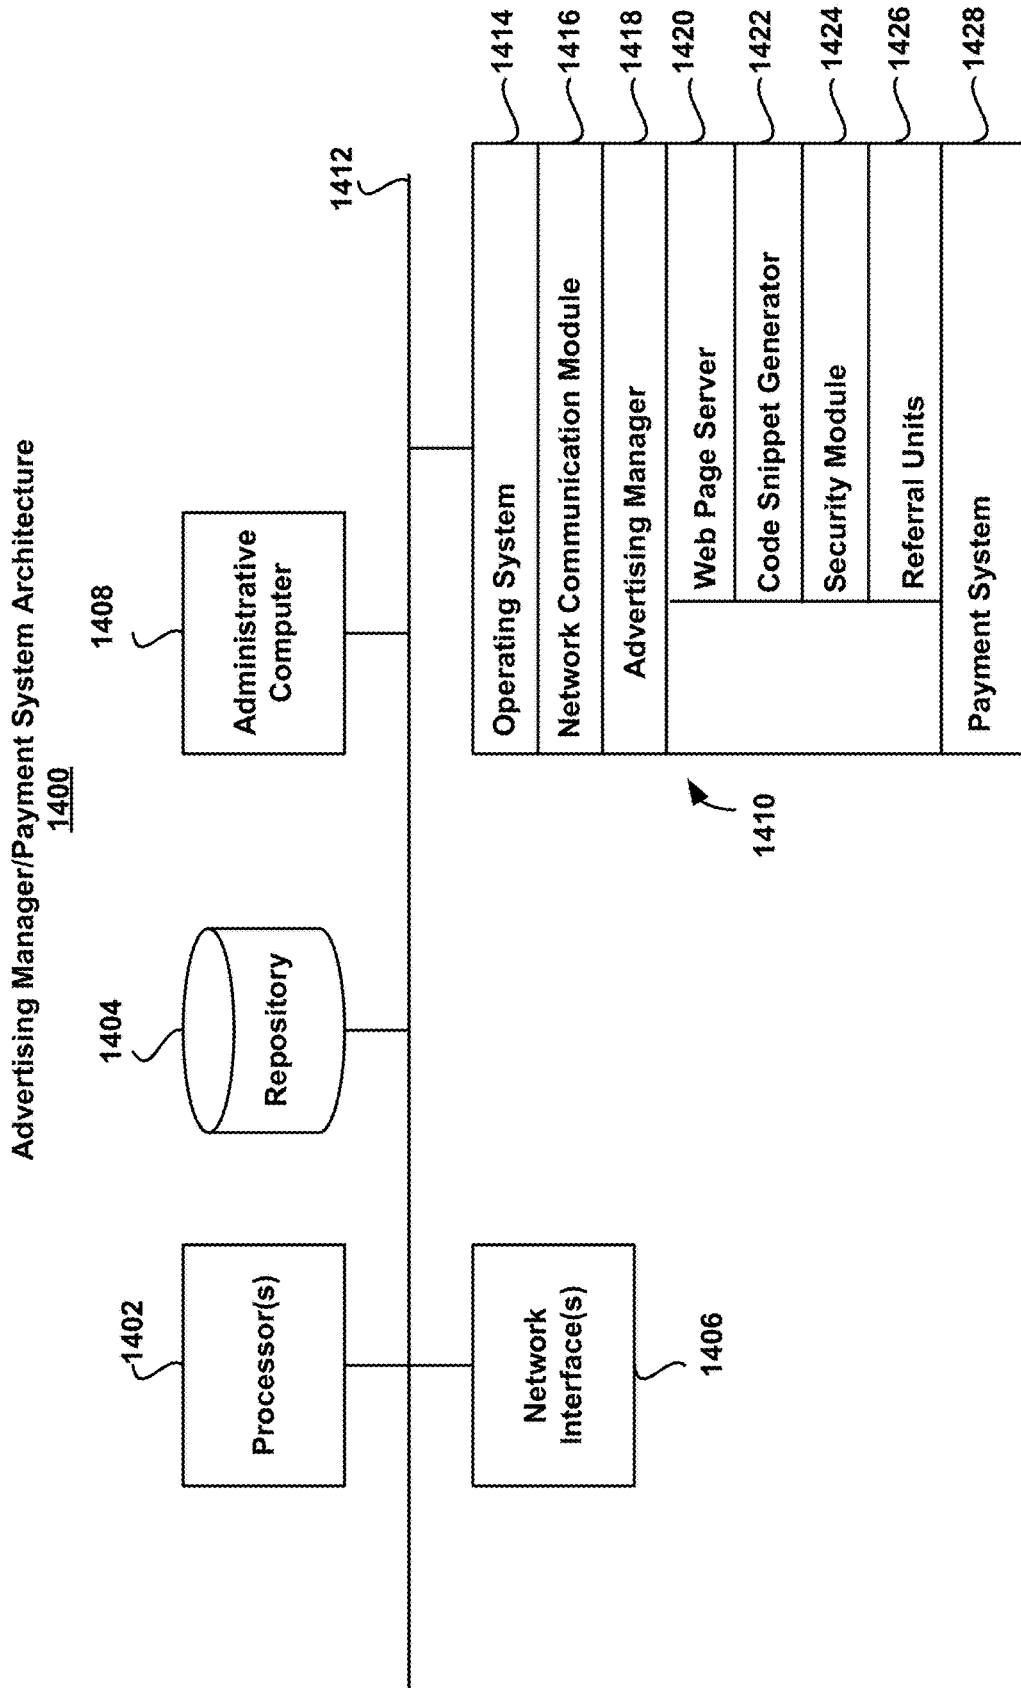 Advertising Manager/Payment System Architecture
1400
1402
Processor(s)
1404
Repository
1408
Administrative
Computer
1412
Network
Interface(s)
1406
1410
Operating System
1414
Network Communication Module
1416
Advertising Manager
1418
Web Page Server
1420
Code Snippet Generator
1422
Security Module
1424
Referral Units
1426
Payment System
1428